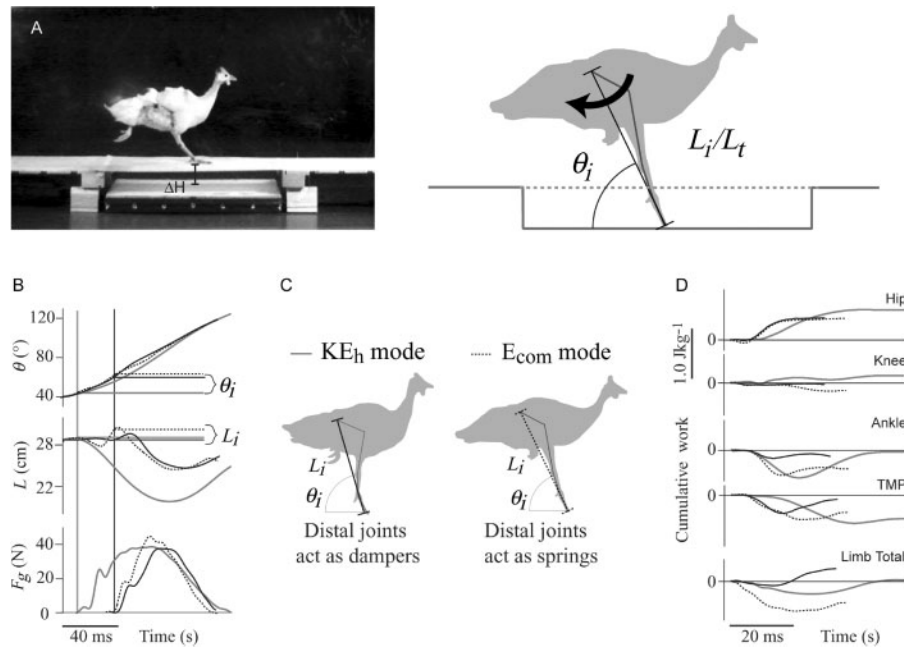 A
ΔH
θi
Li/Lt
B
θ (°)
120
80
40
θi
L (cm)
28
22
Li
Fg (N)
40
20
0
40 ms
Time (s)
C
KEh mode
Ecom mode
Li
θi
Li
θi
Distal joints
act as dampers
Distal joints
act as springs
D
Cumulative work
1.0 Jkg-1
Hip
0
Knee
0
Ankle
0
TMP
0
Limb Total
0
20 ms
Time (s)